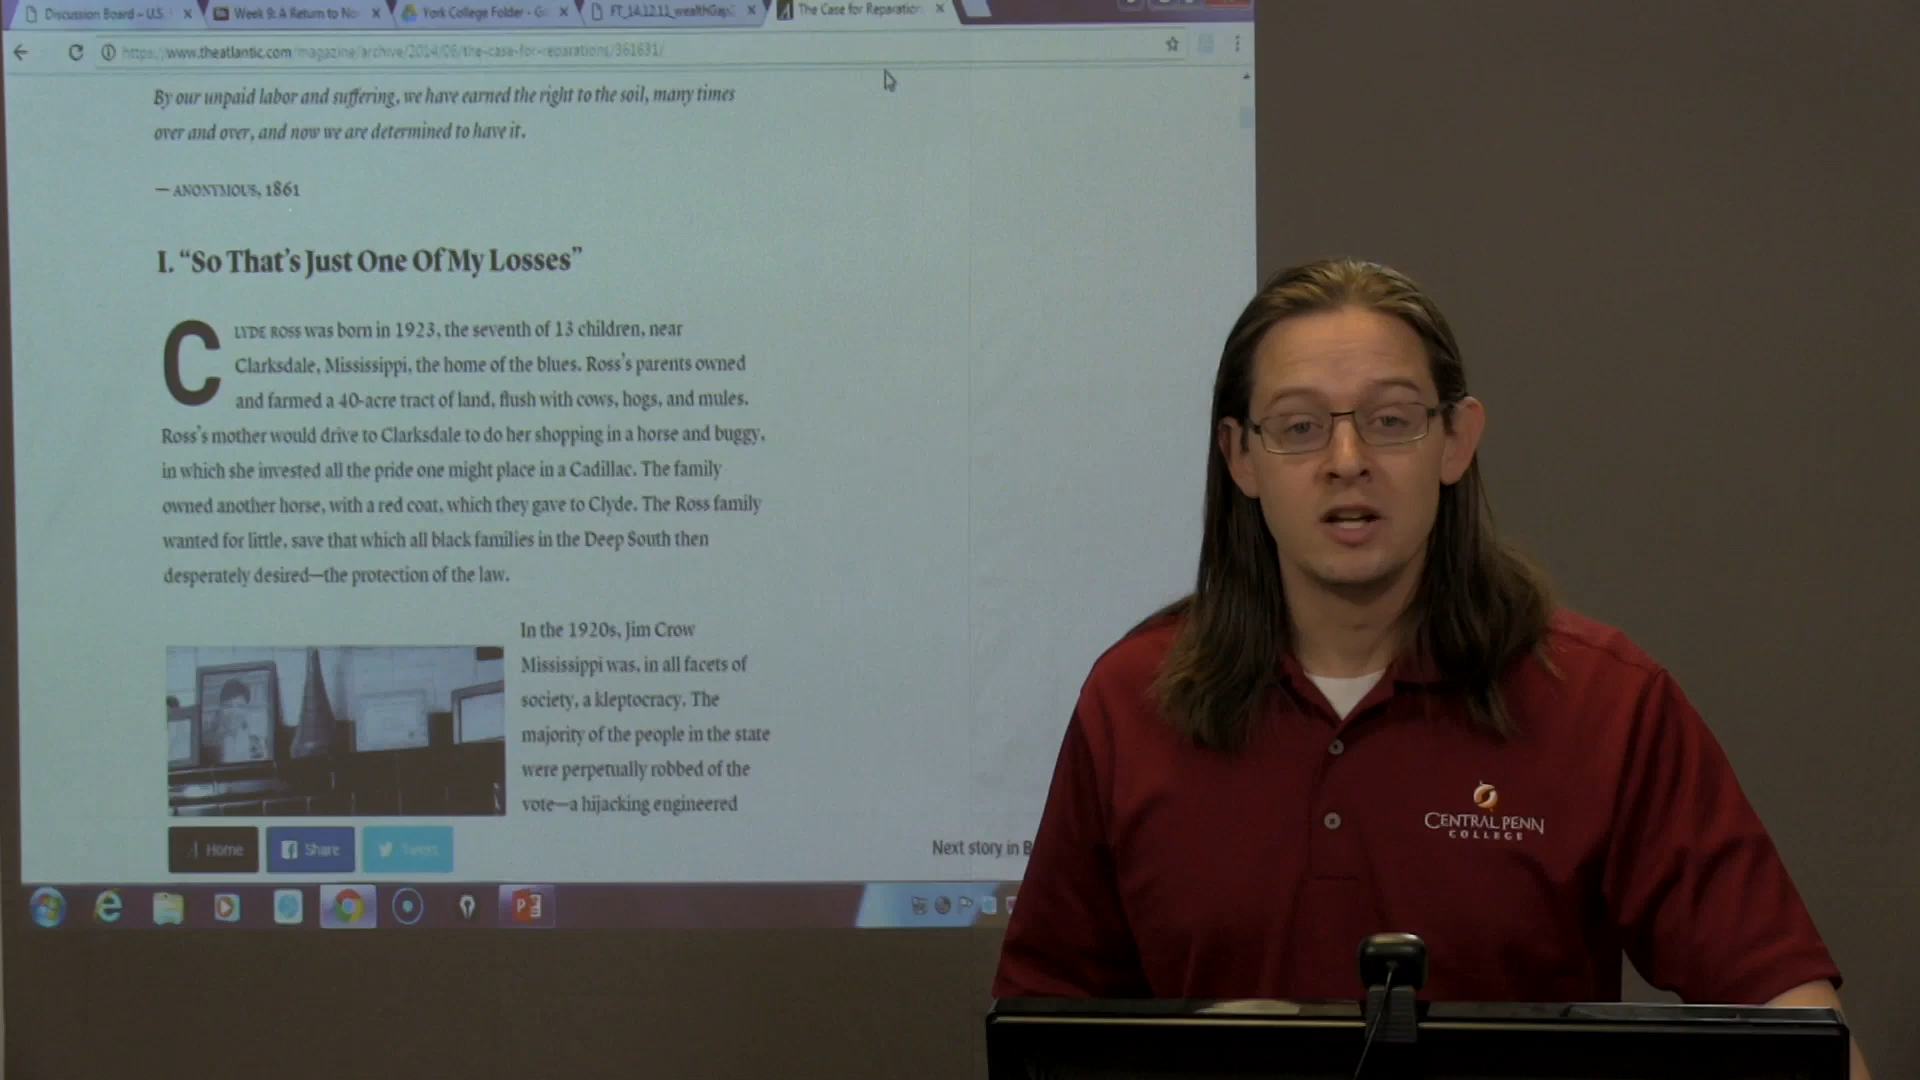 Discussion Board – U.S.
Week 9: A Return to No
York College Folder - G
FT_14.12.11_wealthGap
The Case for Reparation
https://www.theatlantic.com/magazine/archive/2014/06/the-case-for-reparations/361631/
By our unpaid labor and suffering, we have earned the right to the soil, many times
over and over, and now we are determined to have it.
— ANONYMOUS, 1861
I. “So That’s Just One Of My Losses”
CLYDE ROSS was born in 1923, the seventh of 13 children, near
Clarksdale, Mississippi, the home of the blues. Ross’s parents owned
and farmed a 40-acre tract of land, flush with cows, hogs, and mules.
Ross’s mother would drive to Clarksdale to do her shopping in a horse and buggy,
in which she invested all the pride one might place in a Cadillac. The family
owned another horse, with a red coat, which they gave to Clyde. The Ross family
wanted for little, save that which all black families in the Deep South then
desperately desired—the protection of the law.
In the 1920s, Jim Crow
Mississippi was, in all facets of
society, a kleptocracy. The
majority of the people in the state
were perpetually robbed of the
vote—a hijacking engineered
Home
Share
Tweet
Next story in B
CENTRAL PENN
COLLEGE